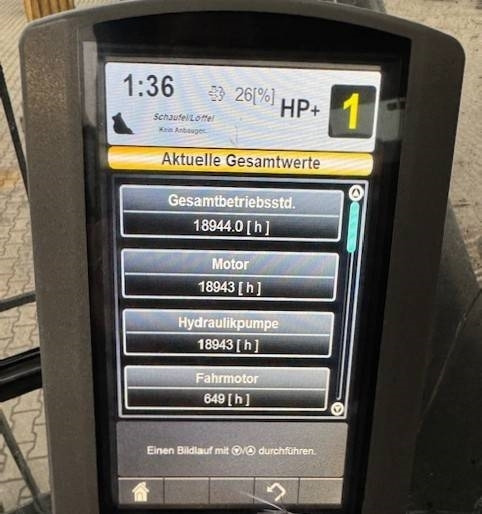 1:36
26[%]
HP+
1
Schaufel/Löffel
Kein Anbauger.
Aktuelle Gesamtwerte
Gesamtbetriebsstd.
18944.0 [ h ]
Motor
18943 [ h ]
Hydraulikpumpe
18943 [ h ]
Fahrmotor
649 [ h ]
Einen Bildlauf mit ▽/△ durchführen.